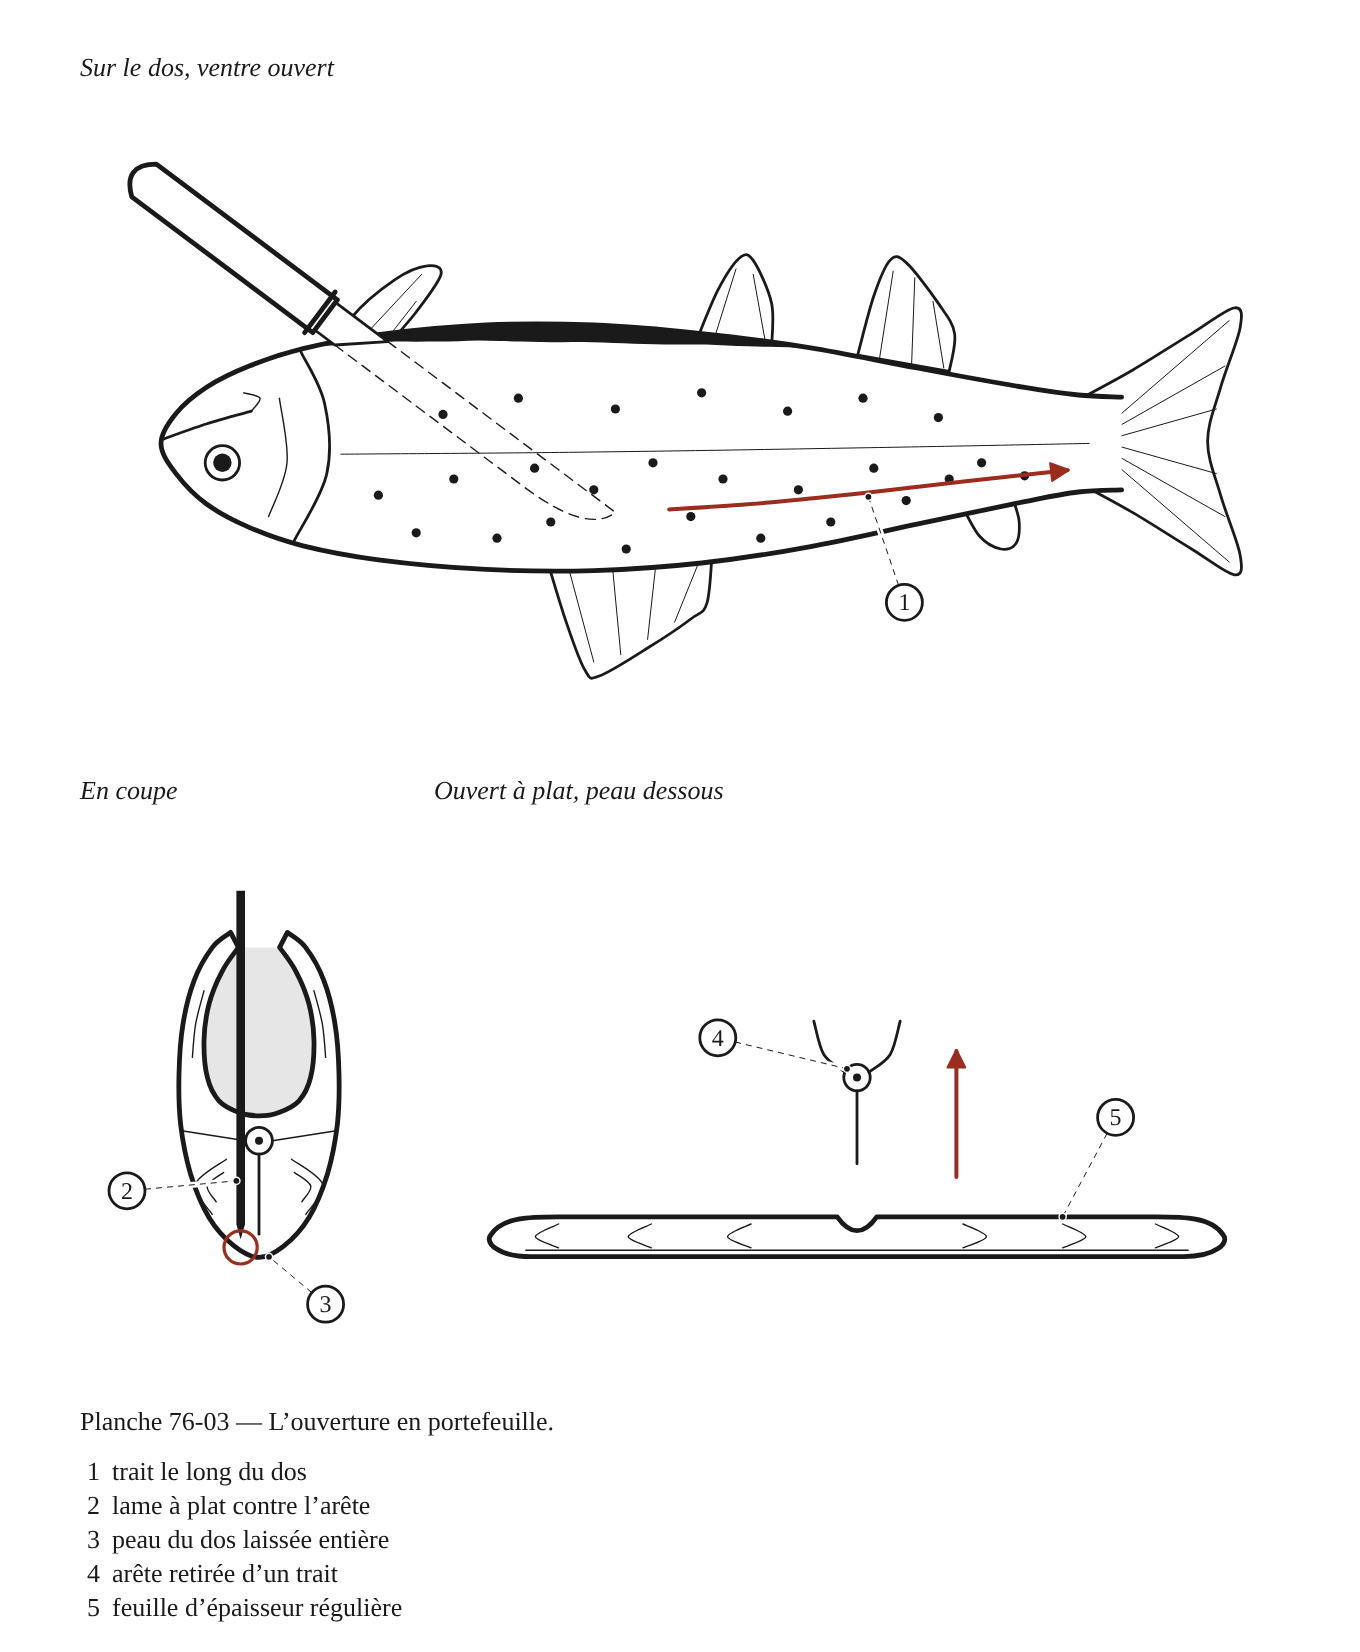 Sur le dos, ventre ouvert
1
En coupe
Ouvert à plat, peau dessous
4
5
2
3
Planche 76-03 — L’ouverture en portefeuille.
1 trait le long du dos
2 lame à plat contre l’arête
3 peau du dos laissée entière
4 arête retirée d’un trait
5 feuille d’épaisseur régulière